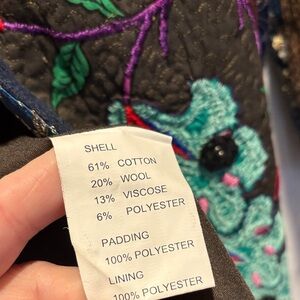 SHELL
61% COTTON
20% WOOL
13% VISCOSE
6% POLYESTER
PADDING
100% POLYESTER
LINING
100% POLYESTER